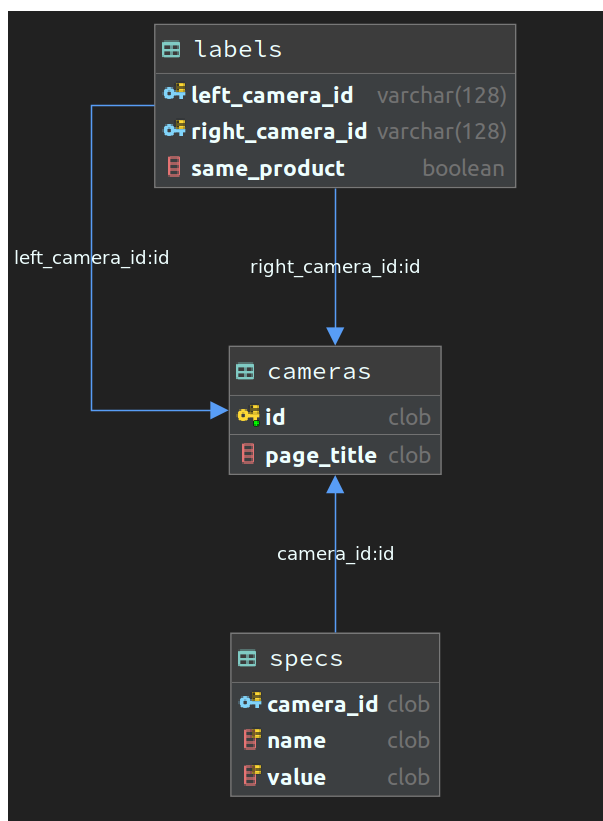 labels
left_camera_id varchar(128)
right_camera_id varchar(128)
same_product boolean
left_camera_id:id
right_camera_id:id
cameras
id clob
page_title clob
camera_id:id
specs
camera_id clob
name clob
value clob